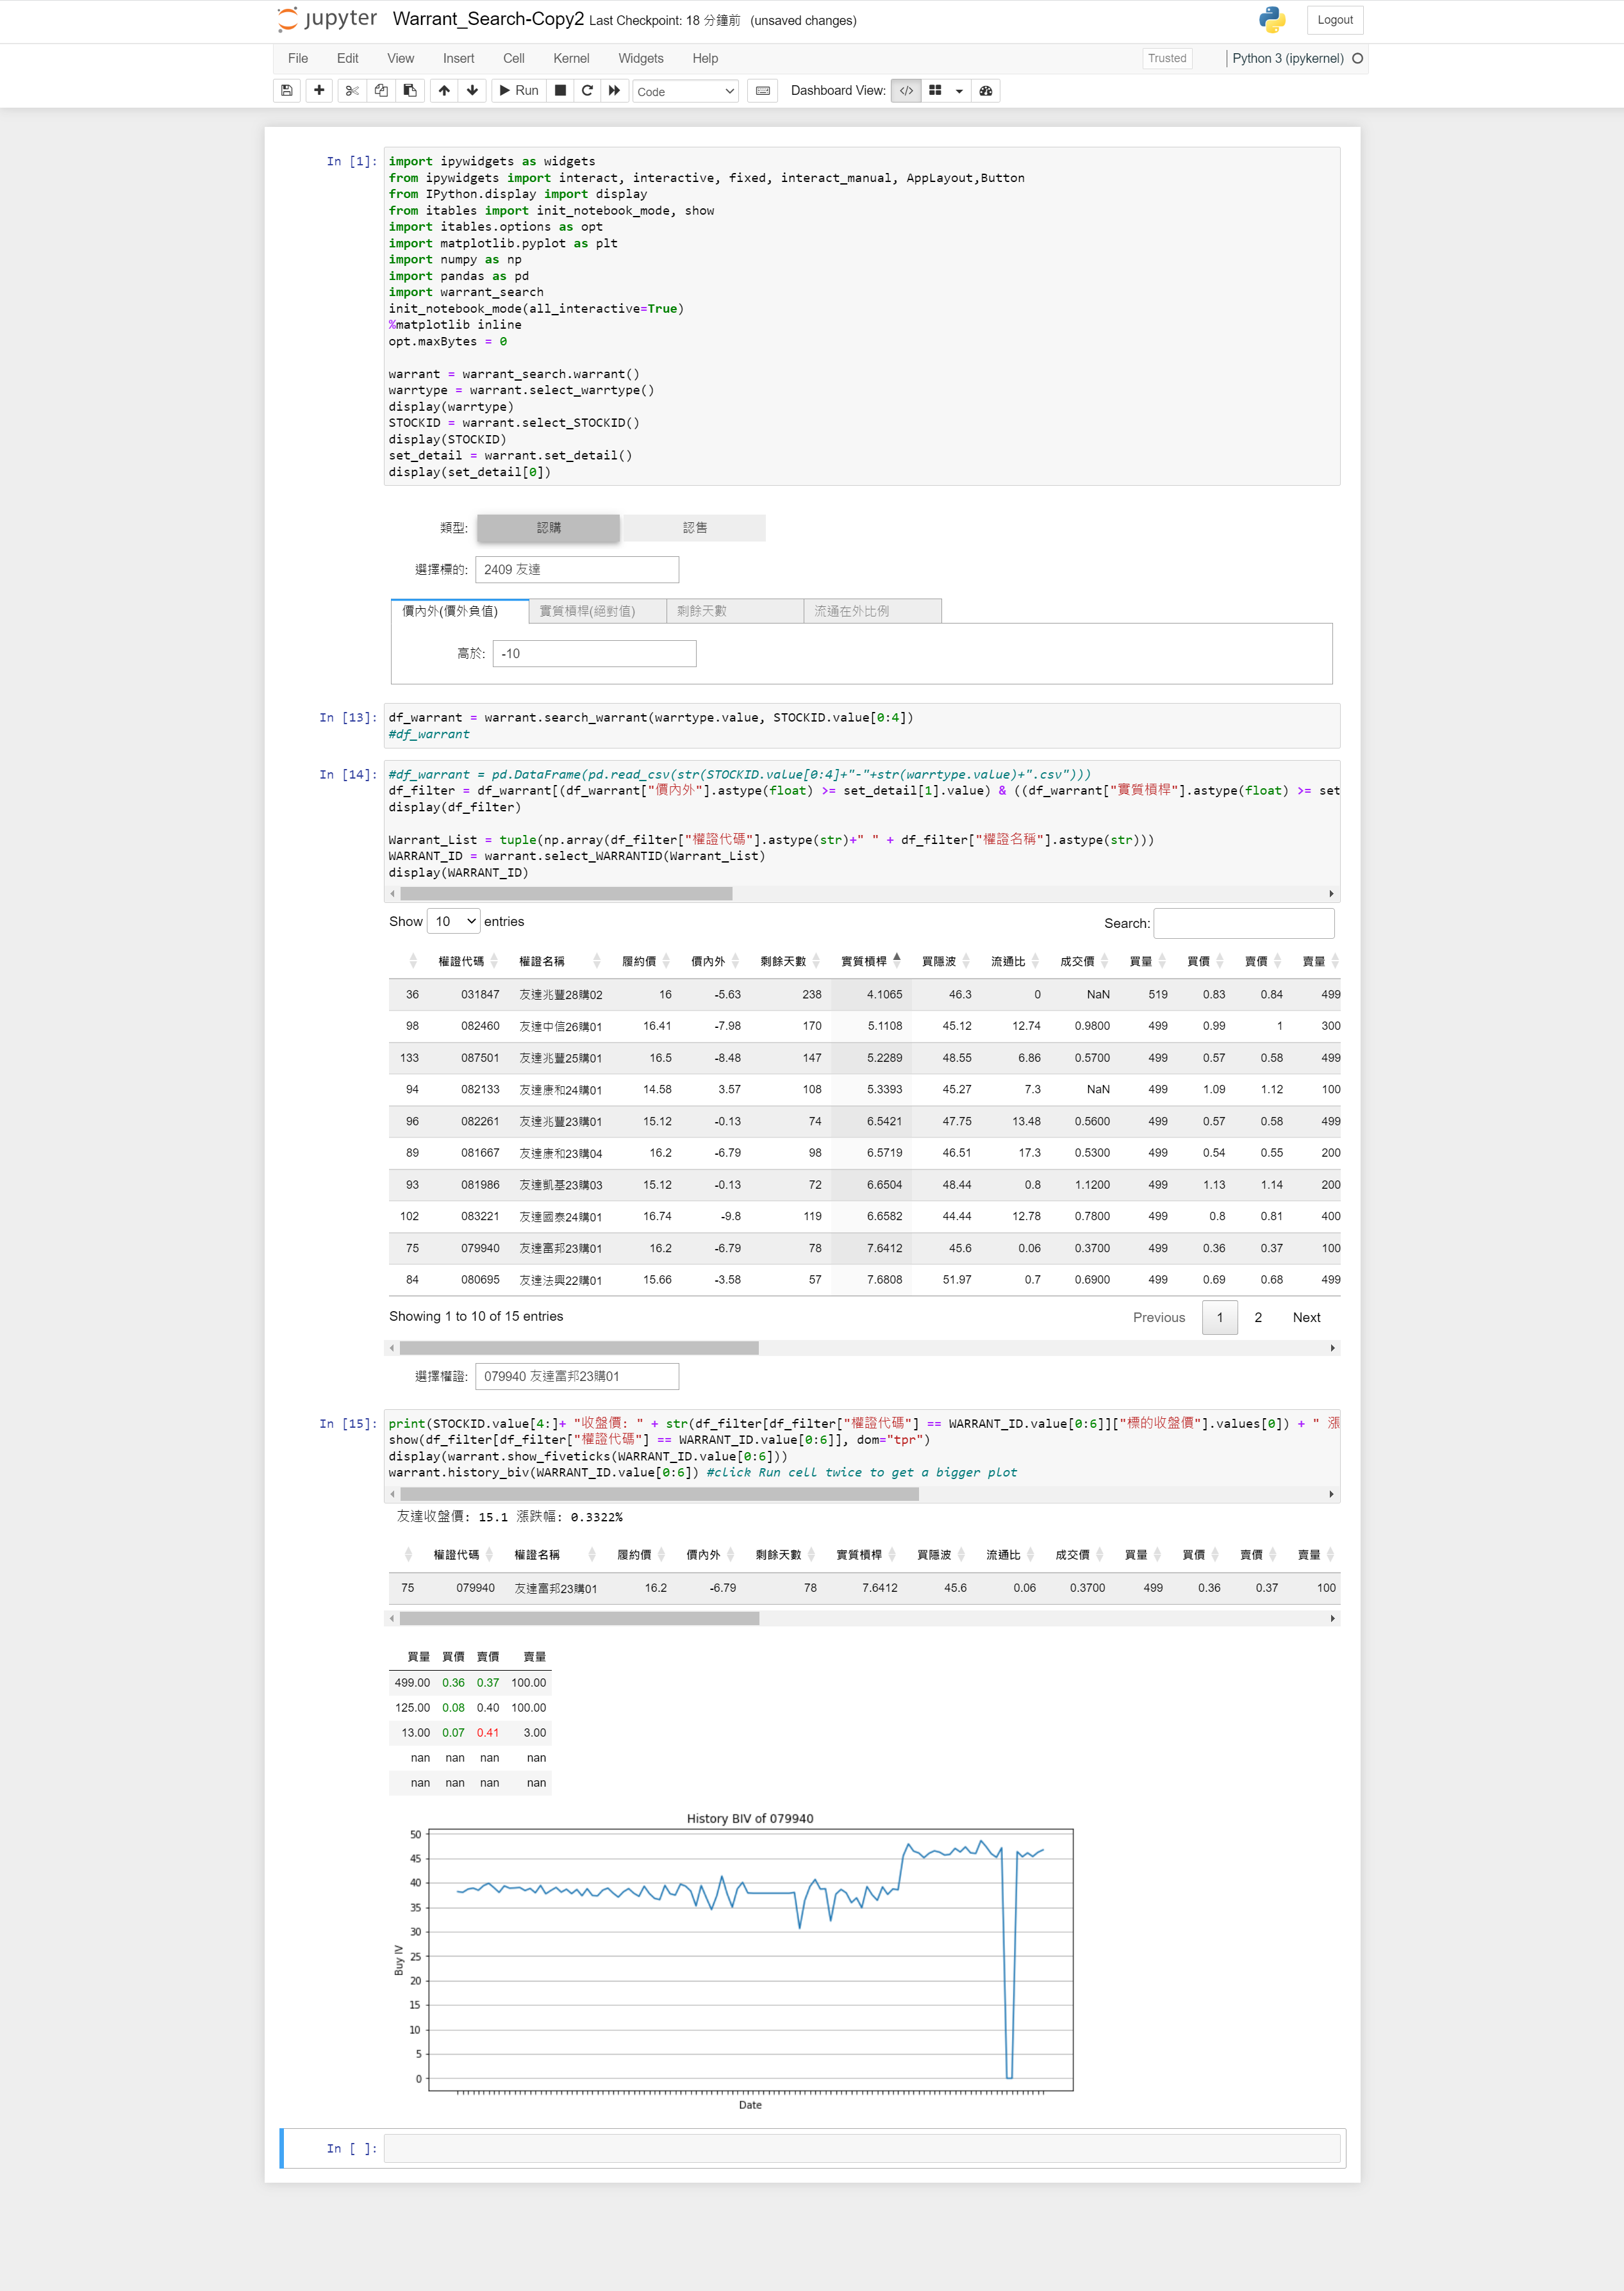 jupyter Warrant_Search-Copy2 Last Checkpoint: 18 分鐘前 (unsaved changes) Logout
File Edit View Insert Cell Kernel Widgets Help Trusted Python 3 (ipykernel)
Run Code Dashboard View:
In [1]:
import ipywidgets as widgets
from ipywidgets import interact, interactive, fixed, interact_manual, AppLayout,Button
from IPython.display import display
from itables import init_notebook_mode, show
import itables.options as opt
import matplotlib.pyplot as plt
import numpy as np
import pandas as pd
import warrant_search
init_notebook_mode(all_interactive=True)
%matplotlib inline
opt.maxBytes = 0
warrant = warrant_search.warrant()
warrtype = warrant.select_warrtype()
display(warrtype)
STOCKID = warrant.select_STOCKID()
display(STOCKID)
set_detail = warrant.set_detail()
display(set_detail[0])
類型: 認購 認售
選擇標的: 2409 友達
價內外(價外負值) 實質槓桿(絕對值) 剩餘天數 流通在外比例
高於: -10
In [13]:
df_warrant = warrant.search_warrant(warrtype.value, STOCKID.value[0:4])
#df_warrant
In [14]:
#df_warrant = pd.DataFrame(pd.read_csv(str(STOCKID.value[0:4]+"-"+str(warrtype.value)+".csv")))
df_filter = df_warrant[(df_warrant["價內外"].astype(float) >= set_detail[1].value) & ((df_warrant["實質槓桿"].astype(float) >= set
display(df_filter)
Warrant_List = tuple(np.array(df_filter["權證代碼"].astype(str)+" " + df_filter["權證名稱"].astype(str)))
WARRANT_ID = warrant.select_WARRANTID(Warrant_List)
display(WARRANT_ID)
Show 10 entries Search:
權證代碼 權證名稱 履約價 價內外 剩餘天數 實質槓桿 買隱波 流通比 成交價 買量 買價 賣價 賣量
36 031847 友達兆豐28購02 16 -5.63 238 4.1065 46.3 0 NaN 519 0.83 0.84 499
98 082460 友達中信26購01 16.41 -7.98 170 5.1108 45.12 12.74 0.9800 499 0.99 1 300
133 087501 友達兆豐25購01 16.5 -8.48 147 5.2289 48.55 6.86 0.5700 499 0.57 0.58 499
94 082133 友達康和24購01 14.58 3.57 108 5.3393 45.27 7.3 NaN 499 1.09 1.12 100
96 082261 友達兆豐23購01 15.12 -0.13 74 6.5421 47.75 13.48 0.5600 499 0.57 0.58 499
89 081667 友達康和23購04 16.2 -6.79 98 6.5719 46.51 17.3 0.5300 499 0.54 0.55 200
93 081986 友達凱基23購03 15.12 -0.13 72 6.6504 48.44 0.8 1.1200 499 1.13 1.14 200
102 083221 友達國泰24購01 16.74 -9.8 119 6.6582 44.44 12.78 0.7800 499 0.8 0.81 400
75 079940 友達富邦23購01 16.2 -6.79 78 7.6412 45.6 0.06 0.3700 499 0.36 0.37 100
84 080695 友達法興22購01 15.66 -3.58 57 7.6808 51.97 0.7 0.6900 499 0.69 0.68 499
Showing 1 to 10 of 15 entries Previous 1 2 Next
選擇權證: 079940 友達富邦23購01
In [15]:
print(STOCKID.value[4:]+ "收盤價: " + str(df_filter[df_filter["權證代碼"] == WARRANT_ID.value[0:6]]["標的收盤價"].values[0]) + " 漲
show(df_filter[df_filter["權證代碼"] == WARRANT_ID.value[0:6]], dom="tpr")
display(warrant.show_fiveticks(WARRANT_ID.value[0:6]))
warrant.history_biv(WARRANT_ID.value[0:6]) #click Run cell twice to get a bigger plot
友達收盤價: 15.1 漲跌幅: 0.3322%
權證代碼 權證名稱 履約價 價內外 剩餘天數 實質槓桿 買隱波 流通比 成交價 買量 買價 賣價 賣量
75 079940 友達富邦23購01 16.2 -6.79 78 7.6412 45.6 0.06 0.3700 499 0.36 0.37 100
買量 買價 賣價 賣量
499.00 0.36 0.37 100.00
125.00 0.08 0.40 100.00
13.00 0.07 0.41 3.00
nan nan nan nan
nan nan nan nan
History BIV of 079940
50
45
40
35
30
25
20
15
10
5
0
Buy IV
Date
In [ ]: